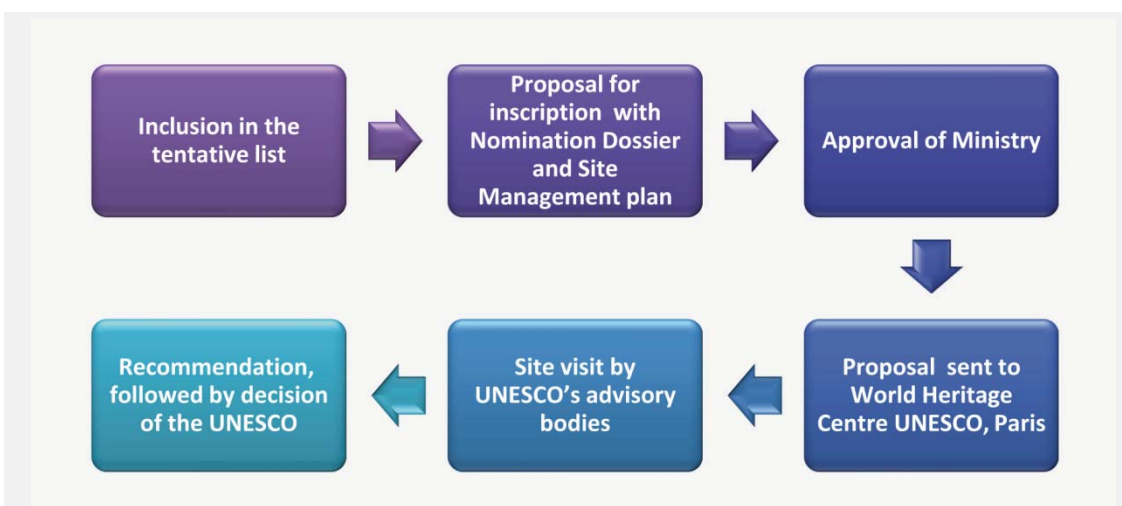 Inclusion in the
tentative list
Proposal for
inscription with
Nomination Dossier
and Site
Management plan
Approval of Ministry
Proposal sent to
World Heritage
Centre UNESCO, Paris
Site visit by
UNESCO's advisory
bodies
Recommendation,
followed by decision
of the UNESCO